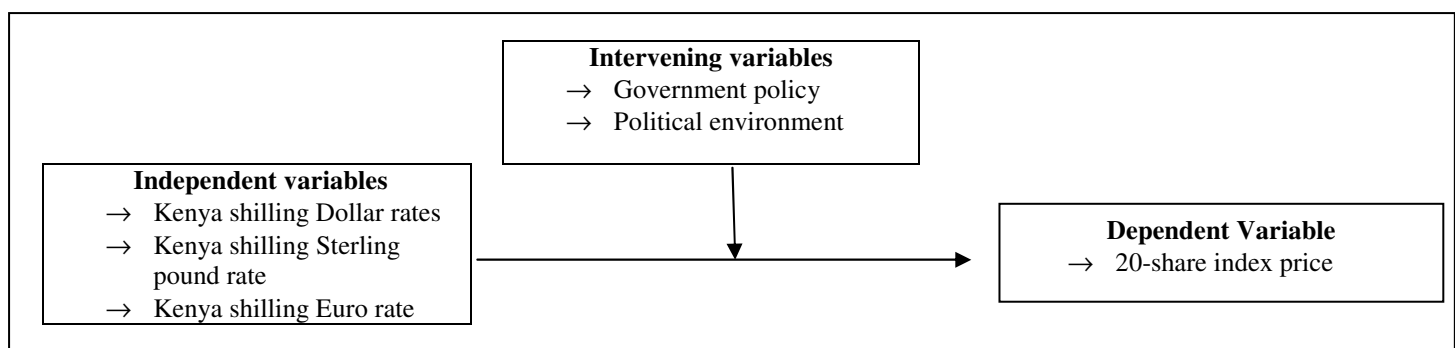 Intervening variables
→ Government policy
→ Political environment
Independent variables
→ Kenya shilling Dollar rates
→ Kenya shilling Sterling
pound rate
→ Kenya shilling Euro rate
Dependent Variable
→ 20-share index price